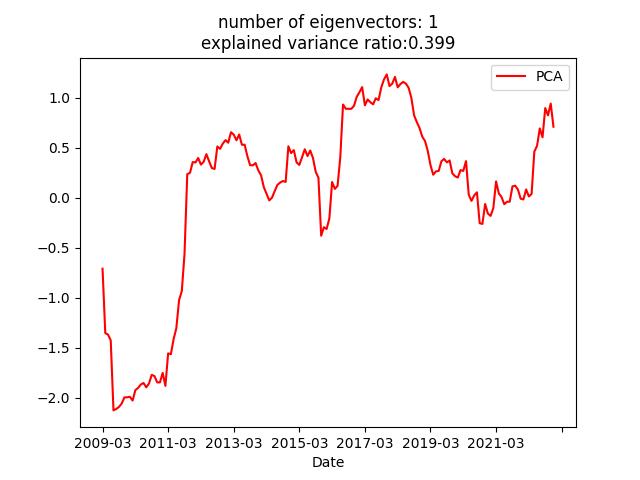 number of eigenvectors: 1
explained variance ratio:0.399
PCA
1.0
0.5
0.0
−0.5
−1.0
−1.5
−2.0
2009-03 2011-03 2013-03 2015-03 2017-03 2019-03 2021-03
Date